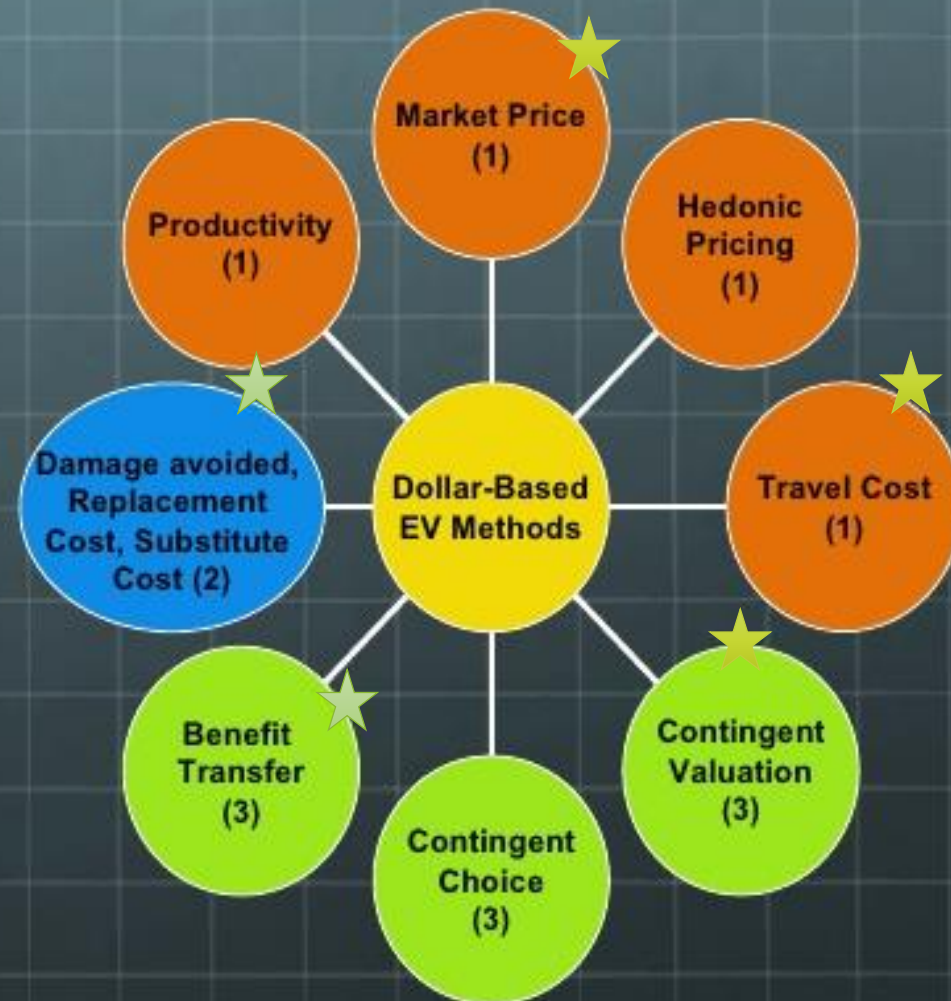 Market Price
(1)
Hedonic
Pricing
(1)
Travel Cost
(1)
Contingent
Valuation
(3)
Contingent
Choice
(3)
Benefit
Transfer
(3)
Damage avoided,
Replacement
Cost, Substitute
Cost (2)
Productivity
(1)
Dollar-Based
EV Methods